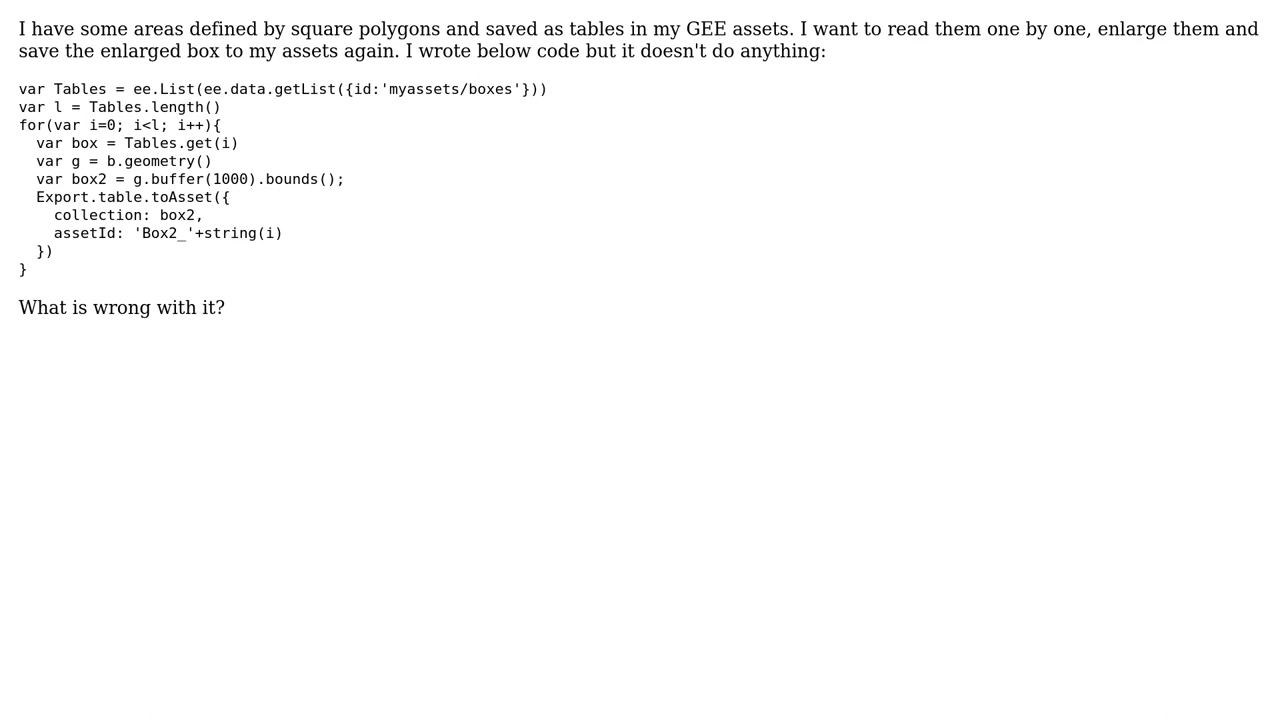 I have some areas defined by square polygons and saved as tables in my GEE assets. I want to read them one by one, enlarge them and
save the enlarged box to my assets again. I wrote below code but it doesn't do anything:
var Tables = ee.List(ee.data.getList({id:'myassets/boxes'}))
var l = Tables.length()
for(var i=0; i<l; i++){
  var box = Tables.get(i)
  var g = b.geometry()
  var box2 = g.buffer(1000).bounds();
  Export.table.toAsset({
    collection: box2,
    assetId: 'Box2_'+string(i)
  })
}
What is wrong with it?